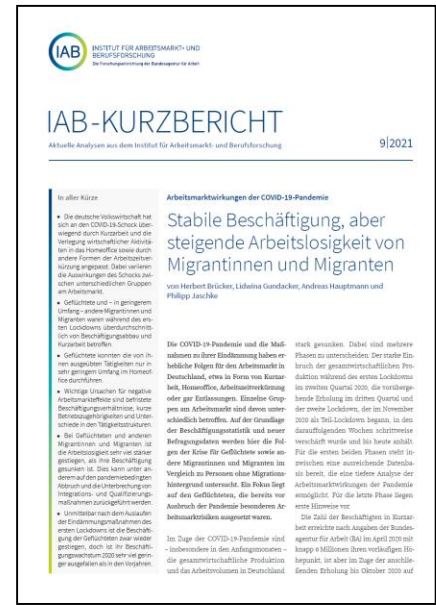 IAB
INSTITUT FÜR ARBEITSMARKT- UND
BERUFSFORSCHUNG
Die Forschungseinrichtung der Bundesagentur für Arbeit
IAB-KURZBERICHT
Aktuelle Analysen aus dem Institut für Arbeitsmarkt- und Berufsforschung
9|2021
In aller Kürze
• Die deutsche Volkswirtschaft hat
sich an den COVID-19-Schock über-
wiegend durch Kurzarbeit und die
Verlegung wirtschaftlicher Aktivitä-
ten in das Homeoffice sowie durch
andere Formen der Arbeitszeitver-
kürzung angepasst. Dabei variieren
die Auswirkungen des Schocks zwi-
schen unterschiedlichen Gruppen
am Arbeitsmarkt.
• Geflüchtete und – in geringerem
Umfang – andere Migrantinnen und
Migranten waren während des ers-
ten Lockdowns überdurchschnitt-
lich von Beschäftigungsabbau und
Kurzarbeit betroffen.
• Geflüchtete konnten die von ih-
nen ausgeübten Tätigkeiten nur in
sehr geringem Umfang im Homeof-
fice durchführen.
• Wichtige Ursachen für negative
Arbeitsmarkteffekte sind befristete
Beschäftigungsverhältnisse, kurze
Betriebszugehörigkeiten und Unter-
schiede in den Tätigkeitsstrukturen.
• Bei Geflüchteten und anderen
Migrantinnen und Migranten ist
die Arbeitslosigkeit sehr viel stärker
gestiegen, als ihre Beschäftigung
gesunken ist. Dies kann unter an-
derem auf den pandemiebedingten
Abbruch und die Unterbrechung von
Integrations- und Qualifizierungs-
maßnahmen zurückgeführt werden.
• Unmittelbar nach dem Auslaufen
der Eindämmungsmaßnahmen des
ersten Lockdowns ist die Beschäfti-
gung der Geflüchteten zwar wieder
gestiegen, doch ist ihr Beschäfti-
gungswachstum 2020 sehr viel gerin-
ger ausgefallen als in den Vorjahren.
Arbeitsmarktwirkungen der COVID-19-Pandemie
Stabile Beschäftigung, aber
steigende Arbeitslosigkeit von
Migrantinnen und Migranten
von Herbert Brücker, Lidwina Gundacker, Andreas Hauptmann und
Philipp Jaschke
Die COVID-19-Pandemie und die Maß-
nahmen zu ihrer Eindämmung haben er-
hebliche Folgen für den Arbeitsmarkt in
Deutschland, etwa in Form von Kurzar-
beit, Homeoffice, Arbeitszeitverkürzung
oder gar Entlassungen. Einzelne Grup-
pen am Arbeitsmarkt sind davon unter-
schiedlich betroffen. Auf der Grundlage
der Beschäftigungsstatistik und neuer
Befragungsdaten werden hier die Fol-
gen der Krise für Geflüchtete sowie an-
dere Migrantinnen und Migranten im
Vergleich zu Personen ohne Migrations-
hintergrund untersucht. Ein Fokus liegt
auf den Geflüchteten, die bereits vor
Ausbruch der Pandemie besonderen Ar-
beitsmarktrisiken ausgesetzt waren.
Im Zuge der COVID-19-Pandemie sind
– insbesondere in den Anfangsmonaten –
die gesamtwirtschaftliche Produktion
und das Arbeitsvolumen in Deutschland
stark gesunken. Dabei sind mehrere
Phasen zu unterscheiden: Der starke Ein-
bruch der gesamtwirtschaftlichen Pro-
duktion während des ersten Lockdowns
im zweiten Quartal 2020, die vorüberge-
hende Erholung im dritten Quartal und
der zweite Lockdown, der im November
2020 als Teil-Lockdown begann, in den
darauffolgenden Wochen schrittweise
verschärft wurde und bis heute anhält.
Für die ersten beiden Phasen steht in-
zwischen eine ausreichende Datenba-
sis bereit, die eine tiefere Analyse der
Arbeitsmarktwirkungen der Pandemie
ermöglicht. Für die letzte Phase liegen
erste Hinweise vor.
Die Zahl der Beschäftigten in Kurzar-
beit erreichte nach Angaben der Bundes-
agentur für Arbeit (BA) im April 2020 mit
knapp 6 Millionen ihren vorläufigen Hö-
hepunkt, ist aber im Zuge der anschlie-
ßenden Erholung bis Oktober 2020 auf